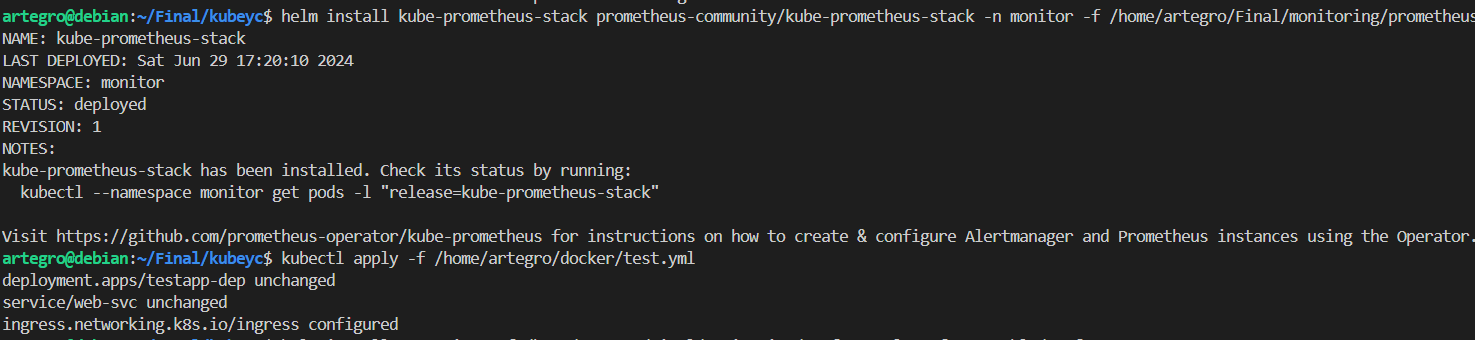 artegro@debian:~/Final/kubeyc$ helm install kube-prometheus-stack prometheus-community/kube-prometheus-stack -n monitor -f /home/artegro/Final/monitoring/prometheus
NAME: kube-prometheus-stack
LAST DEPLOYED: Sat Jun 29 17:20:10 2024
NAMESPACE: monitor
STATUS: deployed
REVISION: 1
NOTES:
kube-prometheus-stack has been installed. Check its status by running:
  kubectl --namespace monitor get pods -l "release=kube-prometheus-stack"

Visit https://github.com/prometheus-operator/kube-prometheus for instructions on how to create & configure Alertmanager and Prometheus instances using the Operator.
artegro@debian:~/Final/kubeyc$ kubectl apply -f /home/artegro/docker/test.yml
deployment.apps/testapp-dep unchanged
service/web-svc unchanged
ingress.networking.k8s.io/ingress configured